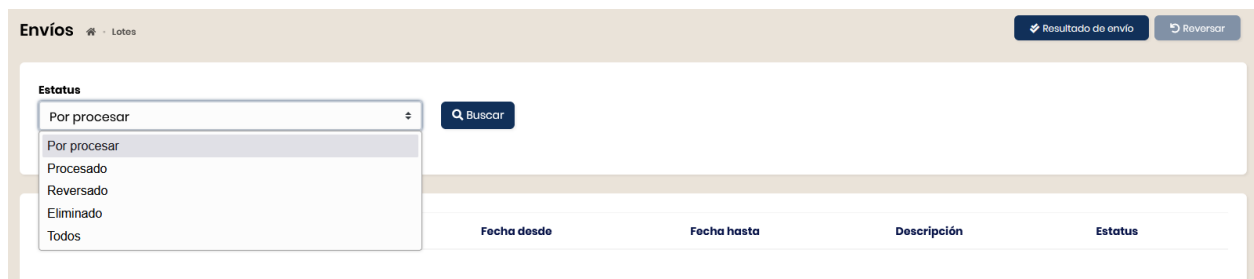 Envíos - Lotes
Resultado de envío
Reversar
Estatus
Por procesar
Buscar
Por procesar
Procesado
Reversado
Eliminado
Todos
Fecha desde Fecha hasta Descripción Estatus